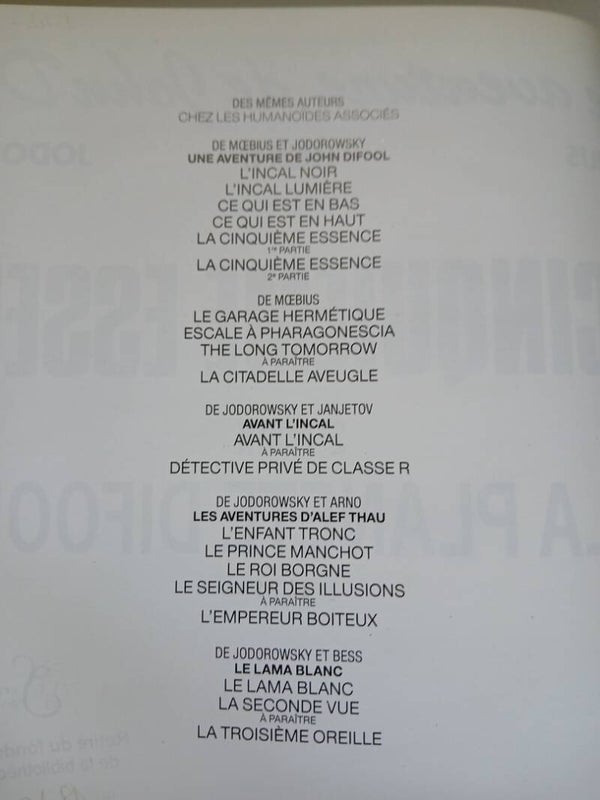 DES MÊMES AUTEURS
CHEZ LES HUMANOÏDES ASSOCIÉS
DE MŒBIUS ET JODOROWSKY
UNE AVENTURE DE JOHN DIFOOL
L'INCAL NOIR
L'INCAL LUMIÈRE
CE QUI EST EN BAS
CE QUI EST EN HAUT
LA CINQUIÈME ESSENCE
1re PARTIE
LA CINQUIÈME ESSENCE
2e PARTIE
DE MŒBIUS
LE GARAGE HERMÉTIQUE
ESCALE À PHARAGONESCIA
THE LONG TOMORROW
À PARAÎTRE
LA CITADELLE AVEUGLE
DE JODOROWSKY ET JANJETOV
AVANT L'INCAL
AVANT L'INCAL
À PARAÎTRE
DÉTECTIVE PRIVÉ DE CLASSE R
DE JODOROWSKY ET ARNO
LES AVENTURES D'ALEF THAU
L'ENFANT TRONC
LE PRINCE MANCHOT
LE ROI BORGNE
LE SEIGNEUR DES ILLUSIONS
À PARAÎTRE
L'EMPEREUR BOITEUX
DE JODOROWSKY ET BESS
LE LAMA BLANC
LE LAMA BLANC
LA SECONDE VUE
À PARAÎTRE
LA TROISIÈME OREILLE